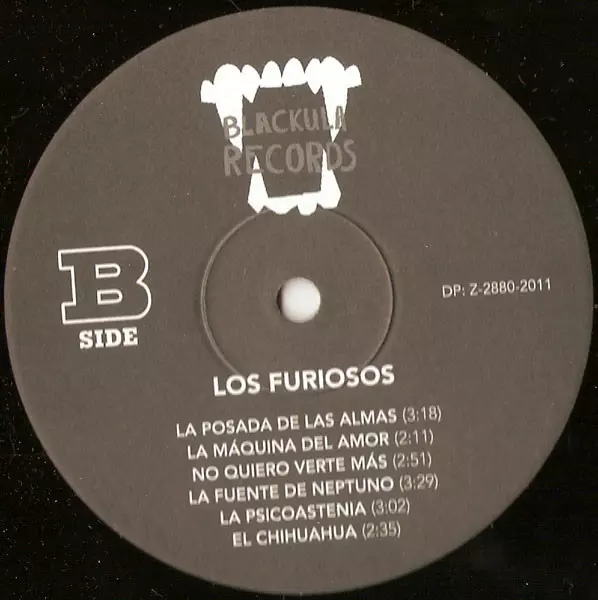 BLACKULA
RECORDS
B
SIDE
DP: Z-2880-2011
LOS FURIOSOS
LA POSADA DE LAS ALMAS (3:18)
LA MÁQUINA DEL AMOR (2:11)
NO QUIERO VERTE MÁS (2:51)
LA FUENTE DE NEPTUNO (3:29)
LA PSICOASTENIA (3:02)
EL CHIHUAHUA (2:35)